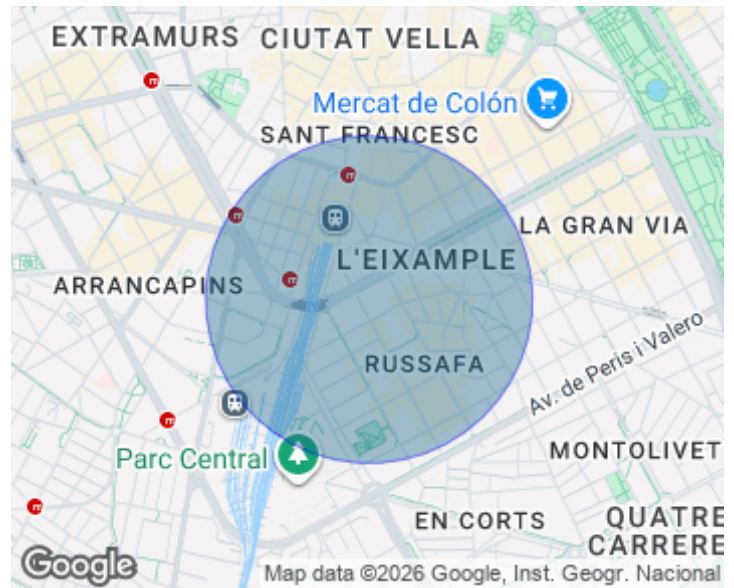 EXTRAMURS
CIUTAT VELLA
Mercat de Colón
SANT FRANCESC
LA GRAN VIA
L'EIXAMPLE
ARRANCAPINS
Av. de Peris i Valero
RUSSAFA
Parc Central
MONTOLIVET
EN CORTS
QUATRE
CARRERE
Google
Map data ©2026 Google, Inst. Geogr. Nacional